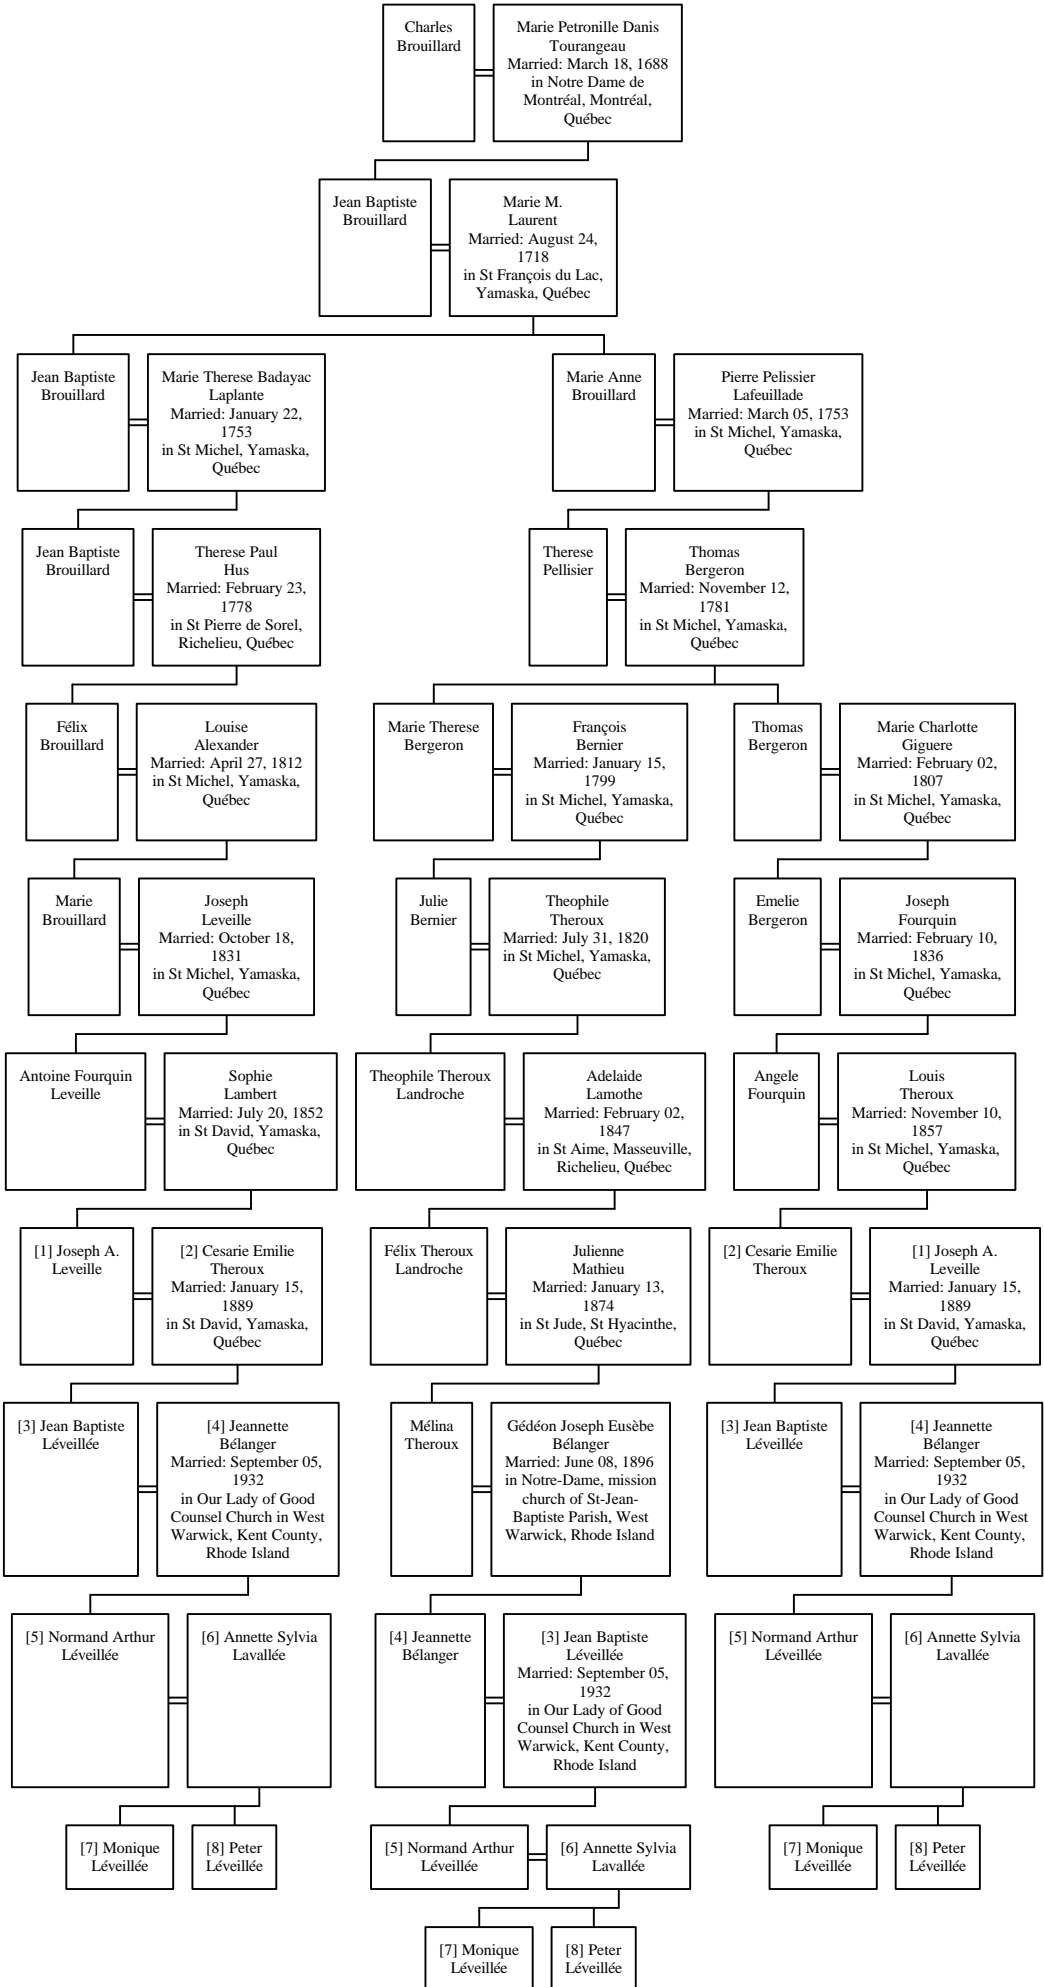 Charles
Brouillard
Marie Petronille Danis
Tourangeau
Married: March 18, 1688
in Notre Dame de
Montréal, Montréal,
Québec
Jean Baptiste
Brouillard
Marie M.
Laurent
Married: August 24,
1718
in St François du Lac,
Yamaska, Québec
Jean Baptiste
Brouillard
Marie Therese Badayac
Laplante
Married: January 22,
1753
in St Michel, Yamaska,
Québec
Marie Anne
Brouillard
Pierre Pelissier
Lafeuillade
Married: March 05, 1753
in St Michel, Yamaska,
Québec
Jean Baptiste
Brouillard
Therese Paul
Hus
Married: February 23,
1778
in St Pierre de Sorel,
Richelieu, Québec
Therese
Pellisier
Thomas
Bergeron
Married: November 12,
1781
in St Michel, Yamaska,
Québec
Félix
Brouillard
Louise
Alexander
Married: April 27, 1812
in St Michel, Yamaska,
Québec
Marie Therese
Bergeron
François
Bernier
Married: January 15,
1799
in St Michel, Yamaska,
Québec
Thomas
Bergeron
Marie Charlotte
Giguere
Married: February 02,
1807
in St Michel, Yamaska,
Québec
Marie
Brouillard
Joseph
Leveille
Married: October 18,
1831
in St Michel, Yamaska,
Québec
Julie
Bernier
Theophile
Theroux
Married: July 31, 1820
in St Michel, Yamaska,
Québec
Emelie
Bergeron
Joseph
Fourquin
Married: February 10,
1836
in St Michel, Yamaska,
Québec
Antoine Fourquin
Leveille
Sophie
Lambert
Married: July 20, 1852
in St David, Yamaska,
Québec
Theophile Theroux
Landroche
Adelaide
Lamothe
Married: February 02,
1847
in St Aime, Masseuville,
Richelieu, Québec
Angele
Fourquin
Louis
Theroux
Married: November 10,
1857
in St Michel, Yamaska,
Québec
[1] Joseph A.
Leveille
[2] Cesarie Emilie
Theroux
Married: January 15,
1889
in St David, Yamaska,
Québec
Félix Theroux
Landroche
Julienne
Mathieu
Married: January 13,
1874
in St Jude, St Hyacinthe,
Québec
[2] Cesarie Emilie
Theroux
[1] Joseph A.
Leveille
Married: January 15,
1889
in St David, Yamaska,
Québec
[3] Jean Baptiste
Léveillée
[4] Jeannette
Bélanger
Married: September 05,
1932
in Our Lady of Good
Counsel Church in West
Warwick, Kent County,
Rhode Island
Mélina
Theroux
Gédéon Joseph Eusèbe
Bélanger
Married: June 08, 1896
in Notre-Dame, mission
church of St-Jean-
Baptiste Parish, West
Warwick, Rhode Island
[3] Jean Baptiste
Léveillée
[4] Jeannette
Bélanger
Married: September 05,
1932
in Our Lady of Good
Counsel Church in West
Warwick, Kent County,
Rhode Island
[5] Normand Arthur
Léveillée
[6] Annette Sylvia
Lavallée
[4] Jeannette
Bélanger
[3] Jean Baptiste
Léveillée
Married: September 05,
1932
in Our Lady of Good
Counsel Church in West
Warwick, Kent County,
Rhode Island
[5] Normand Arthur
Léveillée
[6] Annette Sylvia
Lavallée
[7] Monique
Léveillée
[8] Peter
Léveillée
[5] Normand Arthur
Léveillée
[6] Annette Sylvia
Lavallée
[7] Monique
Léveillée
[8] Peter
Léveillée
[7] Monique
Léveillée
[8] Peter
Léveillée